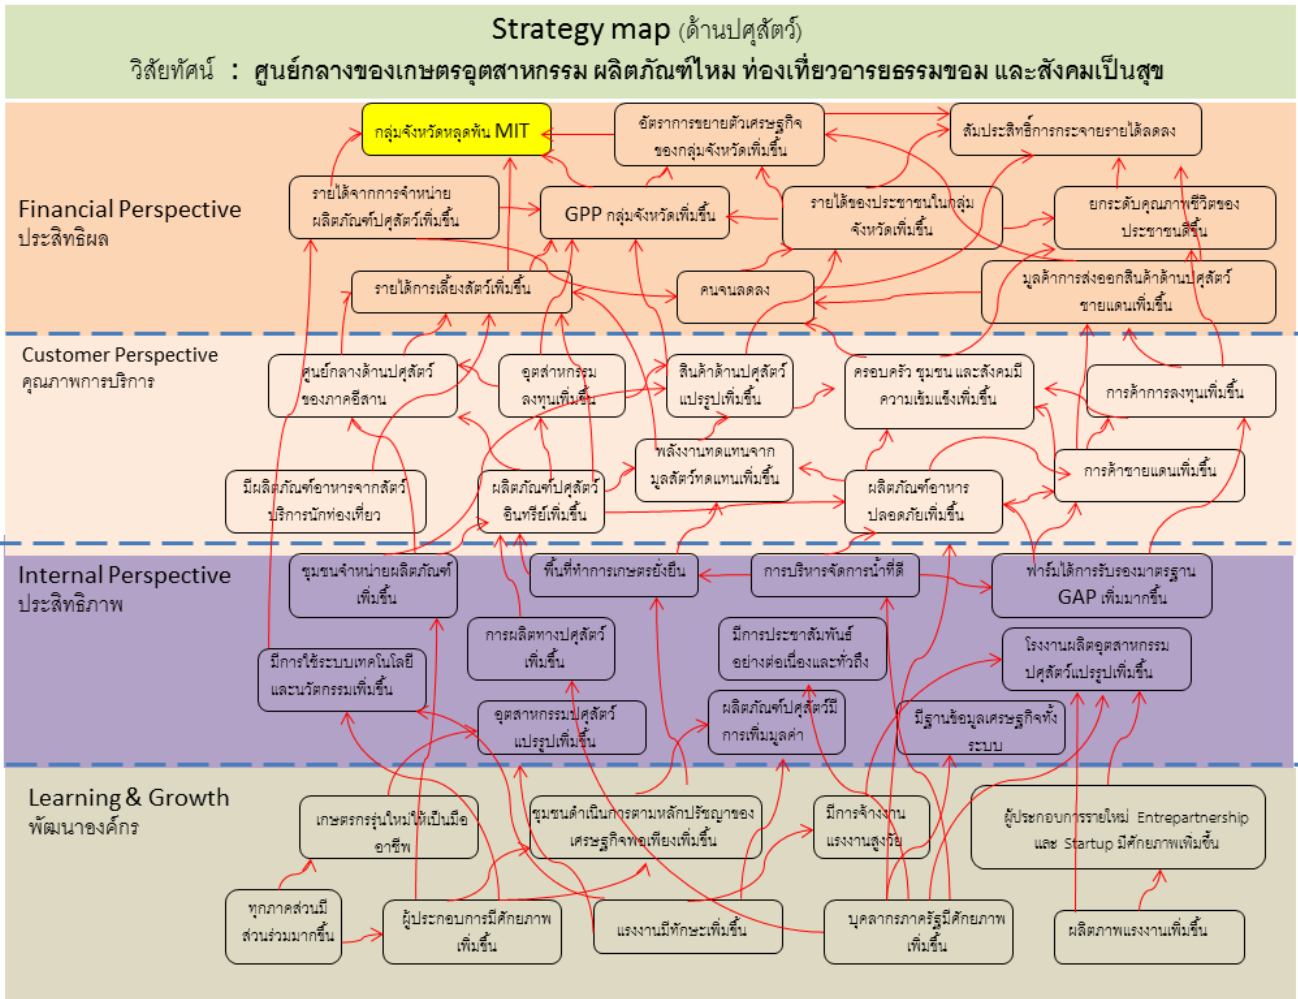 Strategy map (ด้านปศุสัตว์)
วิสัยทัศน์ : ศูนย์กลางของเกษตรอุตสาหกรรม ผลิตภัณฑ์ไหม ท่องเที่ยวอารยธรรมขอม และสังคมเป็นสุข
Financial Perspective
ประสิทธิผล
กลุ่มจังหวัดหลุดพ้น MIT
อัตราการขยายตัวเศรษฐกิจ
ของกลุ่มจังหวัดเพิ่มขึ้น
สัมประสิทธิ์การกระจายรายได้ลดลง
รายได้จากการจำหน่าย
ผลิตภัณฑ์ปศุสัตว์เพิ่มขึ้น
GPP กลุ่มจังหวัดเพิ่มขึ้น
รายได้ของประชาชนในกลุ่ม
จังหวัดเพิ่มขึ้น
ยกระดับคุณภาพชีวิตของ
ประชาชนดีขึ้น
รายได้การเลี้ยงสัตว์เพิ่มขึ้น
คนจนลดลง
มูลค้าการส่งออกสินค้าด้านปศุสัตว์
ชายแดนเพิ่มขึ้น
Customer Perspective
คุณภาพการบริการ
ศูนย์กลางด้านปศุสัตว์
ของภาคอีสาน
อุตสาหกรรม
ลงทุนเพิ่มขึ้น
สินค้าด้านปศุสัตว์
แปรรูปเพิ่มขึ้น
ครอบครัว ชุมชน และสังคมมี
ความเข้มแข็งเพิ่มขึ้น
การค้าการลงทุนเพิ่มขึ้น
มีผลิตภัณฑ์อาหารจากสัตว์
บริการนักท่องเที่ยว
ผลิตภัณฑ์ปศุสัตว์
อินทรีย์เพิ่มขึ้น
พลังงานทดแทนจาก
มูลสัตว์ทดแทนเพิ่มขึ้น
ผลิตภัณฑ์อาหาร
ปลอดภัยเพิ่มขึ้น
การค้าชายแดนเพิ่มขึ้น
Internal Perspective
ประสิทธิภาพ
ชุมชนจำหน่ายผลิตภัณฑ์
เพิ่มขึ้น
พื้นที่ทำการเกษตรยั่งยืน
การบริหารจัดการน้ำที่ดี
ฟาร์มได้การรับรองมาตรฐาน
GAP เพิ่มมากขึ้น
การผลิตทางปศุสัตว์
เพิ่มขึ้น
มีการประชาสัมพันธ์
อย่างต่อเนื่องและทั่วถึง
โรงงานผลิตอุตสาหกรรม
ปศุสัตว์แปรรูปเพิ่มขึ้น
มีการใช้ระบบเทคโนโลยี
และนวัตกรรมเพิ่มขึ้น
อุตสาหกรรมปศุสัตว์
แปรรูปเพิ่มขึ้น
ผลิตภัณฑ์ปศุสัตว์มี
การเพิ่มมูลค่า
มีฐานข้อมูลเศรษฐกิจทั้ง
ระบบ
Learning & Growth
พัฒนาองค์กร
เกษตรกรรุ่นใหม่ให้เป็นมือ
อาชีพ
ชุมชนดำเนินการตามหลักปรัชญาของ
เศรษฐกิจพอเพียงเพิ่มขึ้น
มีการจ้างงาน
แรงงานสูงวัย
ผู้ประกอบการรายใหม่ Entrepartnership
และ Startup มีศักยภาพเพิ่มขึ้น
ทุกภาคส่วนมี
ส่วนร่วมมากขึ้น
ผู้ประกอบการมีศักยภาพ
เพิ่มขึ้น
แรงงานมีทักษะเพิ่มขึ้น
บุคลากรภาครัฐมีศักยภาพ
เพิ่มขึ้น
ผลิตภาพแรงงานเพิ่มขึ้น